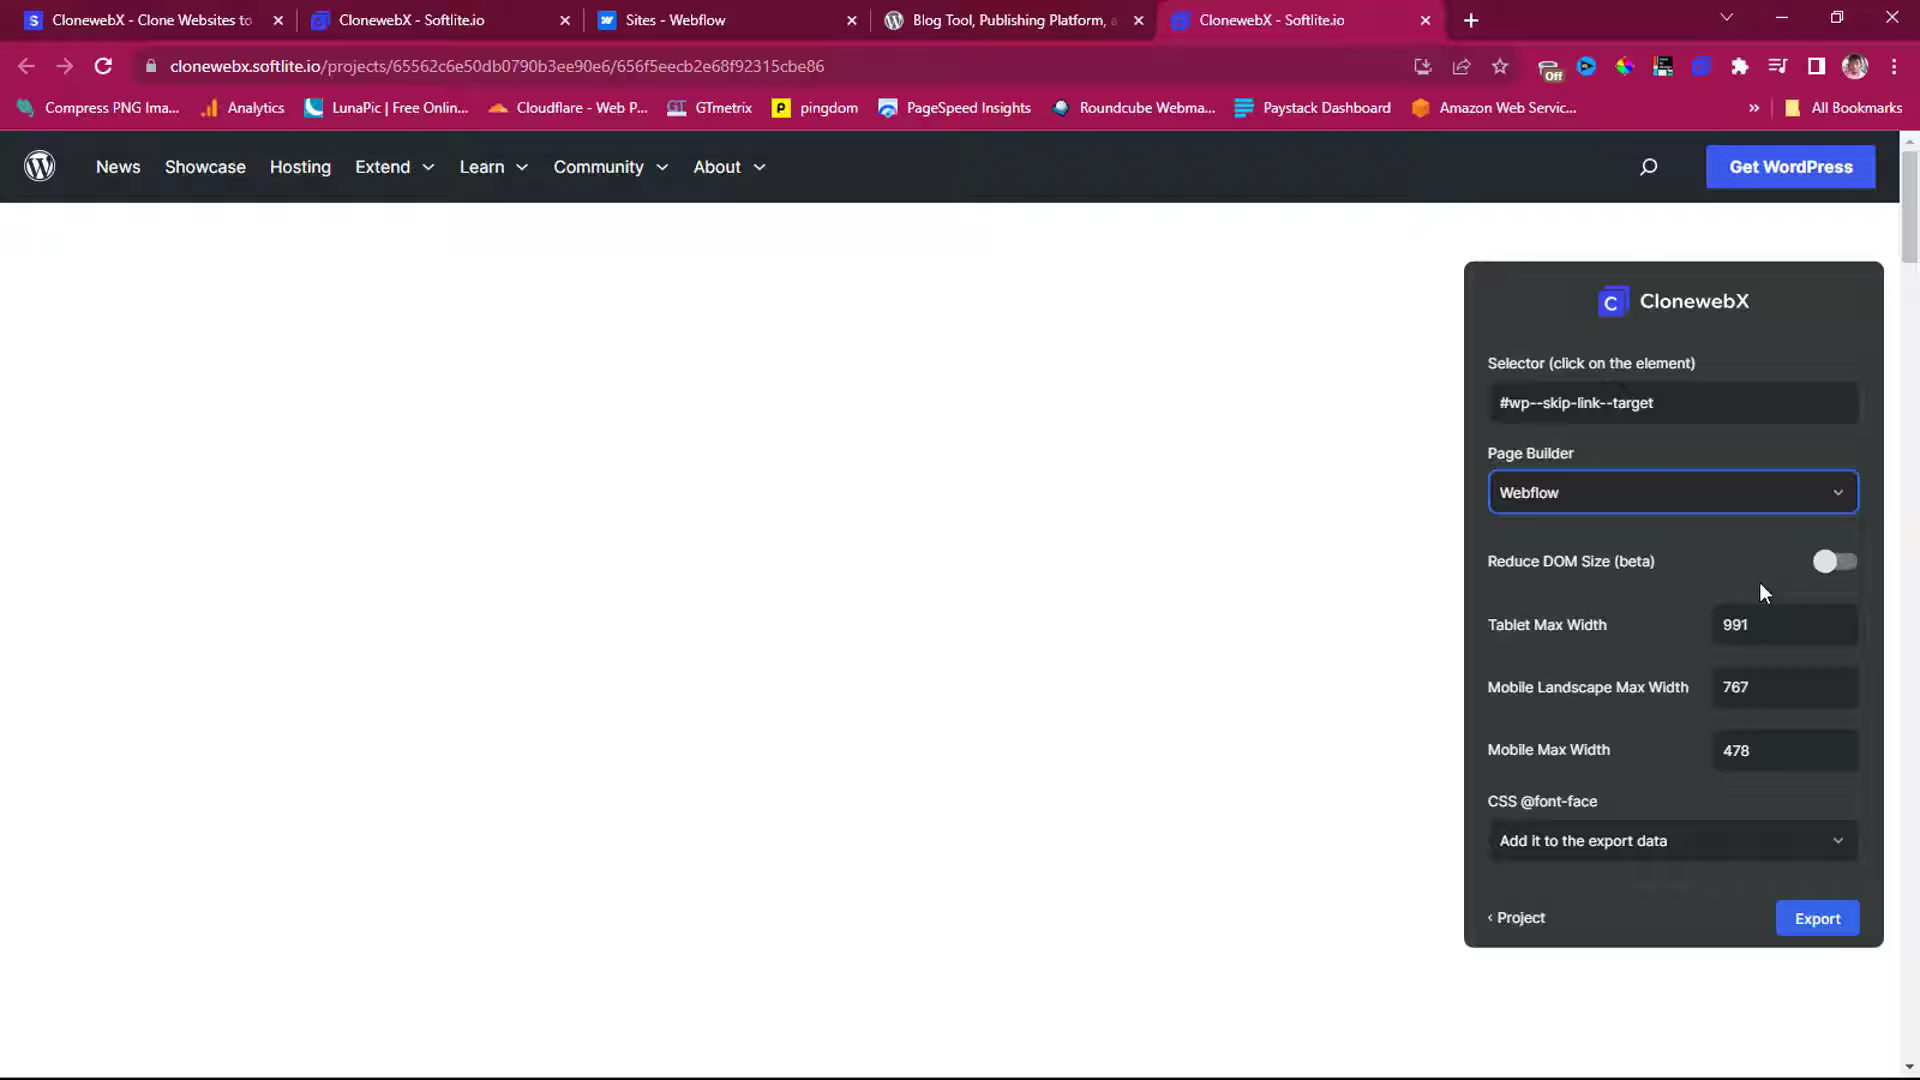 ClonewebX - Clone Websites to
ClonewebX - Softlite.io
Sites - Webflow
Blog Tool, Publishing Platform, a
ClonewebX - Softlite.io
clonewebx.softlite.io/projects/65562c6e50db0790b3ee90e6/656f5eecb2e68f92315cbe86
Off
Compress PNG Ima...
Analytics
LunaPic | Free Onlin...
Cloudflare - Web P...
GTmetrix
pingdom
PageSpeed Insights
Roundcube Webma...
Paystack Dashboard
Amazon Web Servic...
»
All Bookmarks
News
Showcase
Hosting
Extend
Learn
Community
About
Get WordPress
ClonewebX
Selector (click on the element)
#wp--skip-link--target
Page Builder
Webflow
Reduce DOM Size (beta)
Tablet Max Width
991
Mobile Landscape Max Width
767
Mobile Max Width
478
CSS @font-face
Add it to the export data
‹ Project
Export